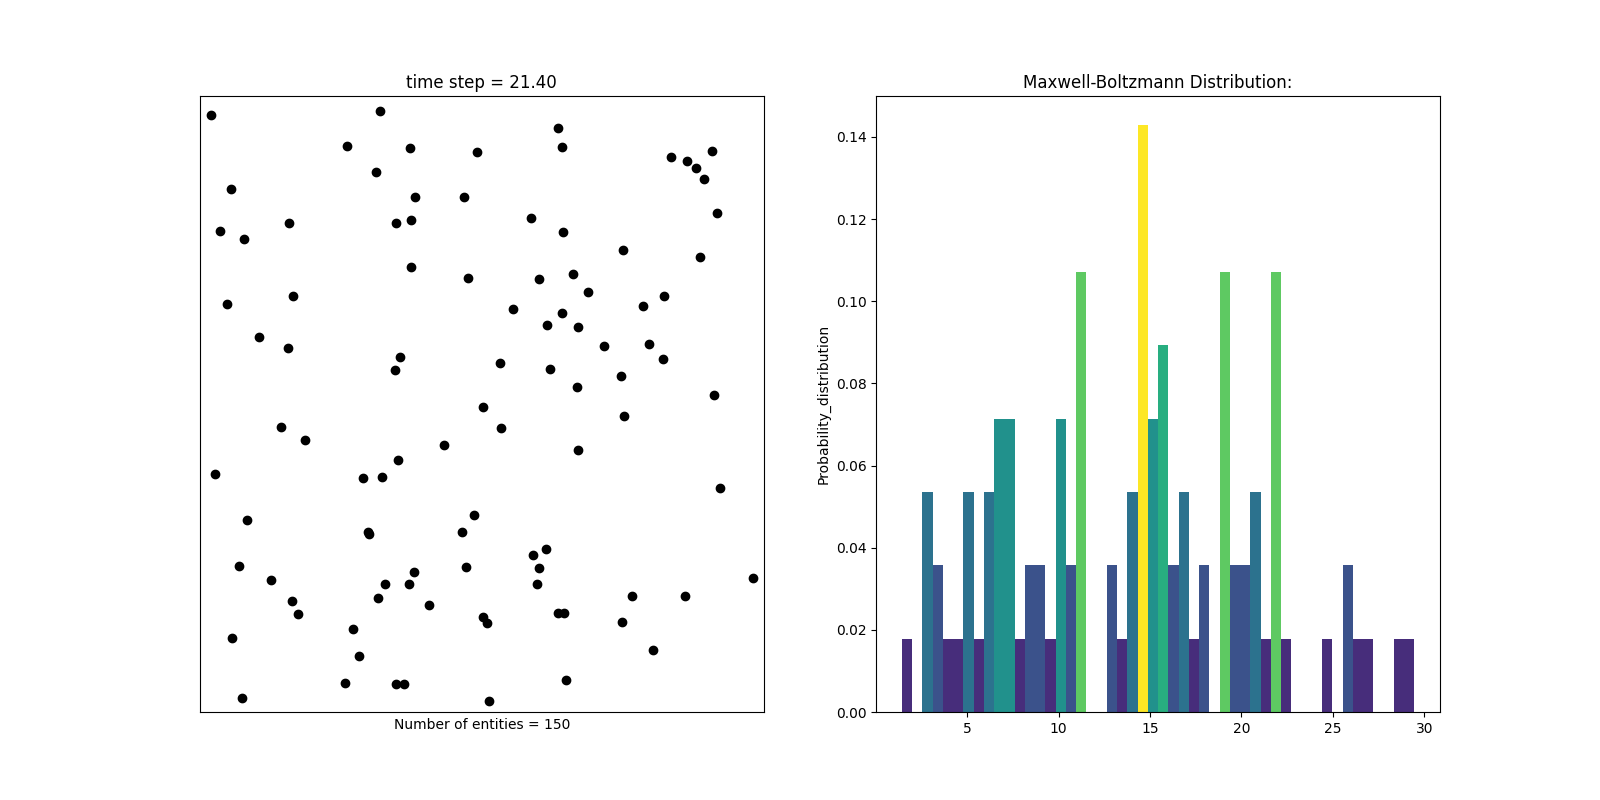 time step = 21.40
Number of entities = 150
Maxwell-Boltzmann Distribution:
Probability_distribution
0.14
0.12
0.10
0.08
0.06
0.04
0.02
0.00
5 10 15 20 25 30